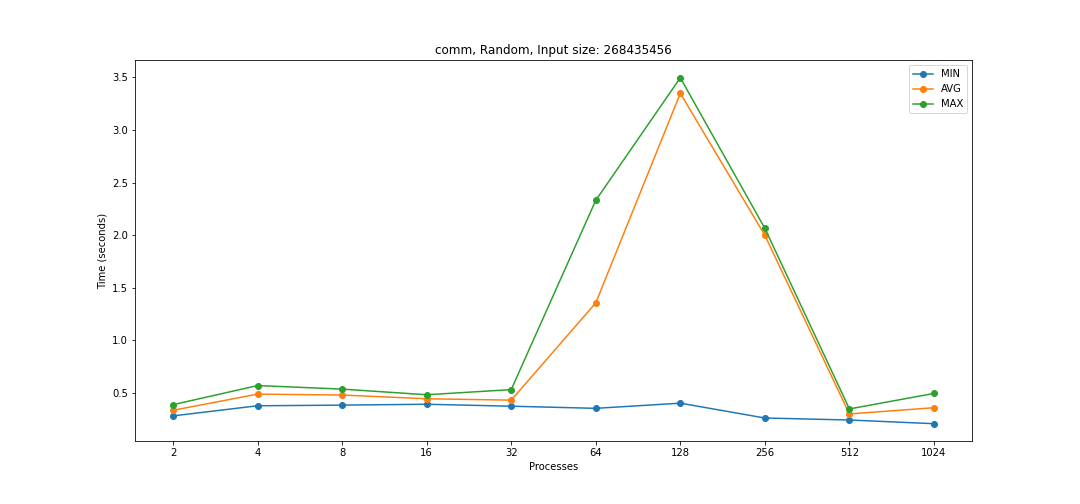 comm, Random, Input size: 268435456
MIN
AVG
MAX
3.5
3.0
2.5
2.0
1.5
1.0
0.5
Time (seconds)
2 4 8 16 32 64 128 256 512 1024
Processes